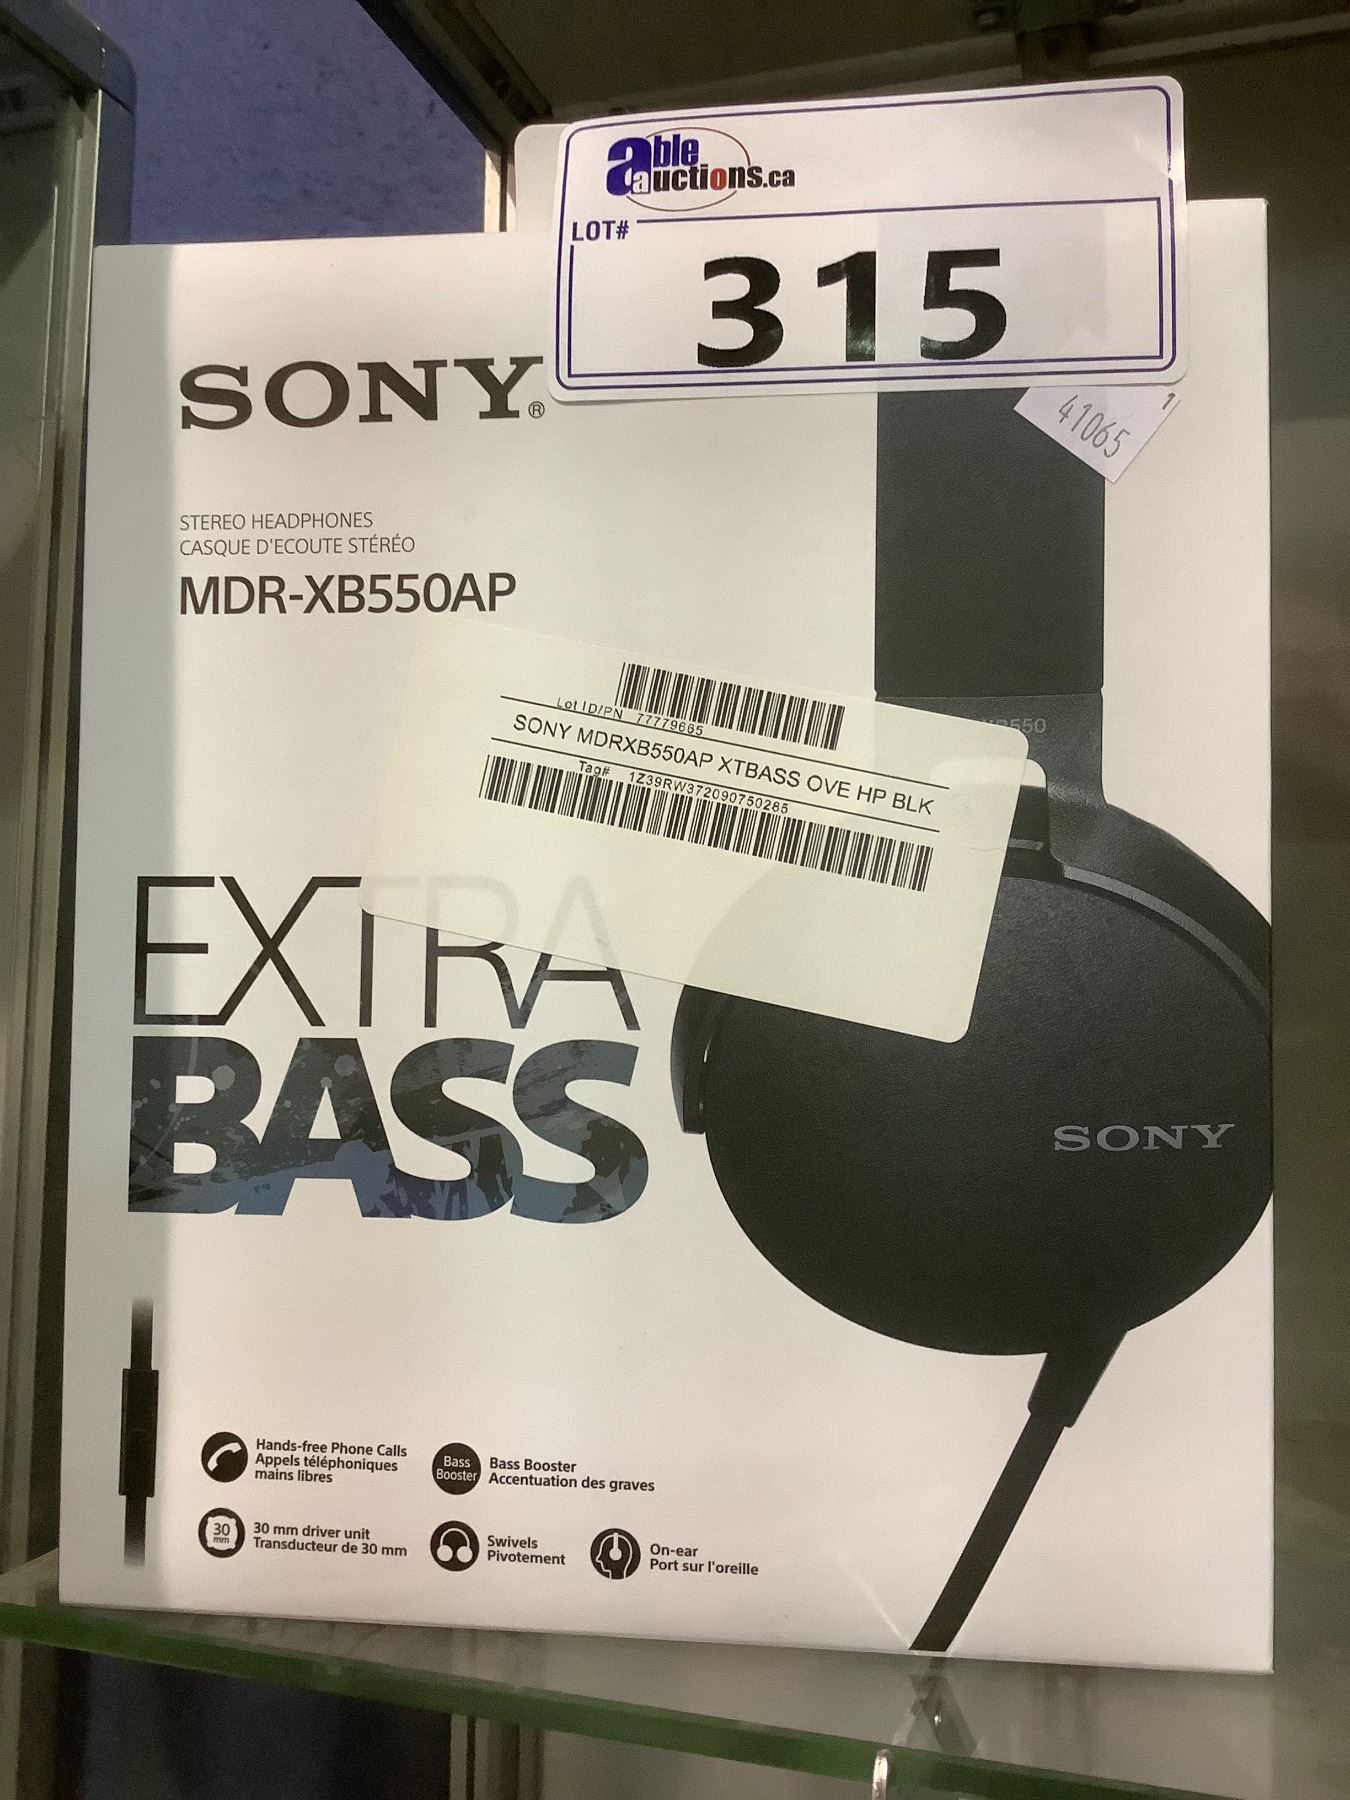 able
auctions.ca
LOT#
315
SONY®
41065
1
STEREO HEADPHONES
CASQUE D'ECOUTE STÉRÉO
MDR-XB550AP
Lot ID/PN 77779665
SONY MDRXB550AP XTBASS OVE HP BLK
Tag# 1Z39RW372090750285
EXTRA
BASS
SONY
Hands-free Phone Calls
Appels téléphoniques
mains libres
Bass
Booster
Bass Booster
Accentuation des graves
30
mm
30 mm driver unit
Transducteur de 30 mm
Swivels
Pivotement
On-ear
Port sur l'oreille